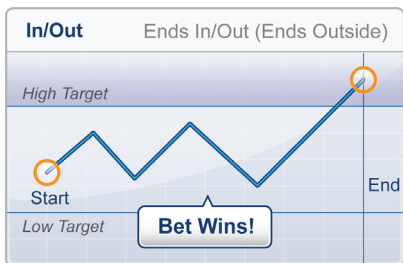 In/Out
Ends In/Out (Ends Outside)
High Target
Start
End
Low Target
Bet Wins!